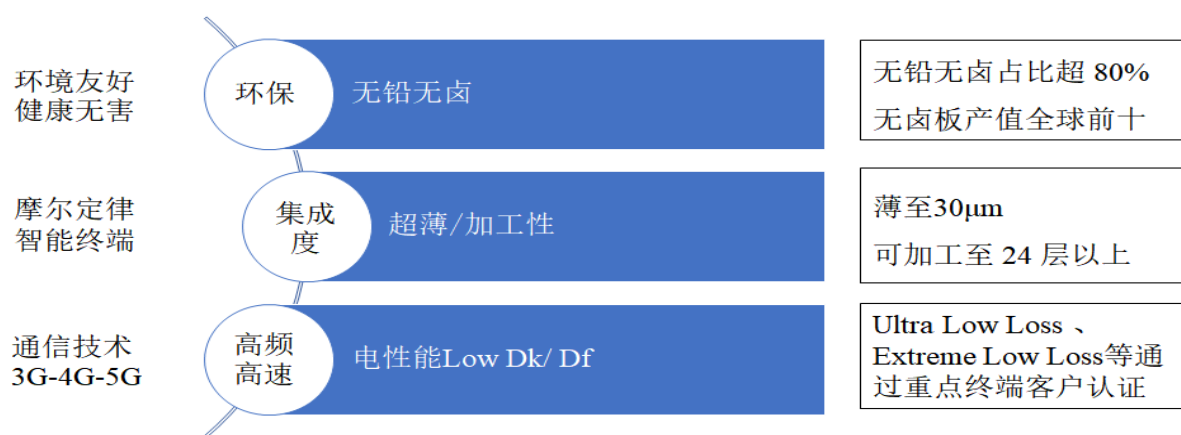 环境友好
健康无害
环保
无铅无卤
无铅无卤占比超 80%
无卤板产值全球前十
摩尔定律
智能终端
集成
度
超薄/加工性
薄至30μm
可加工至 24 层以上
通信技术
3G-4G-5G
高频
高速
电性能Low Dk/ Df
Ultra Low Loss 、
Extreme Low Loss等通
过重点终端客户认证